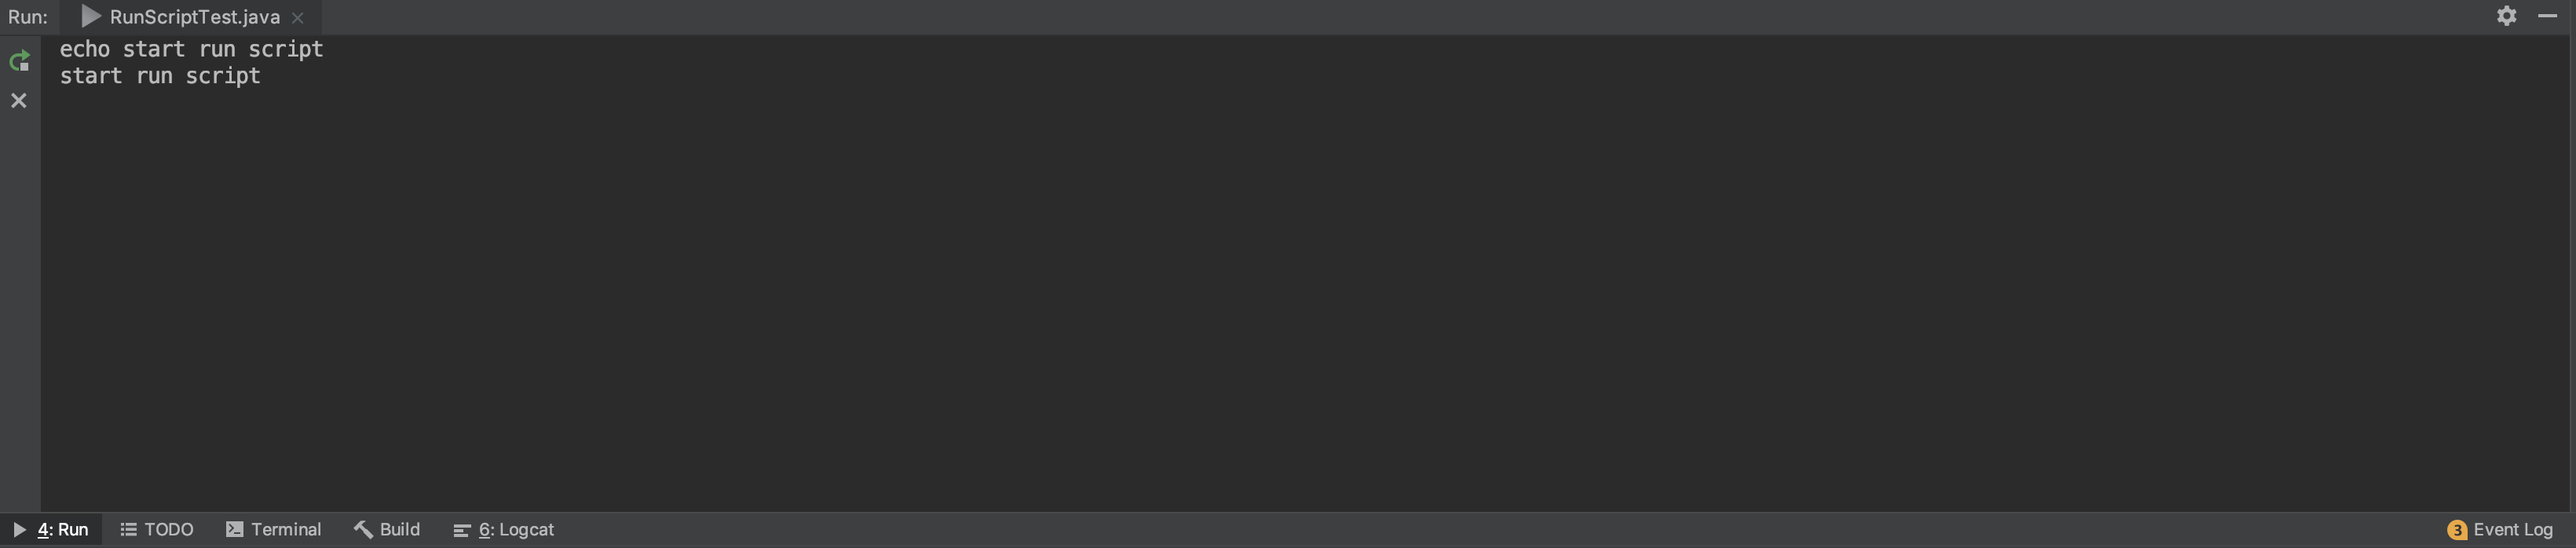 Run: RunScriptTest.java
echo start run script
start run script
4: Run TODO Terminal Build 6: Logcat 3 Event Log